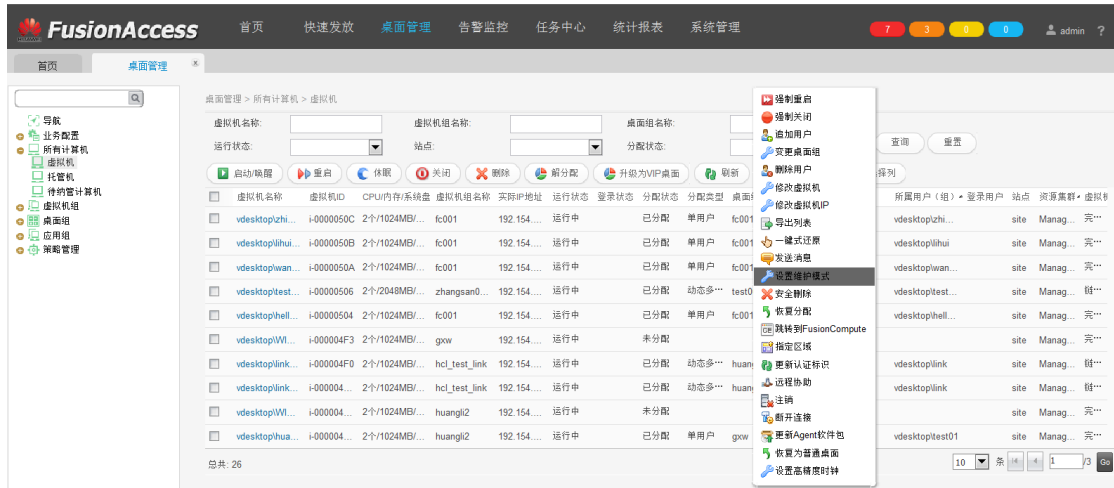 FusionAccess 首页 快速发放 桌面管理 告警监控 任务中心 统计报表 系统管理 7 3 0 0 admin ?
首页 桌面管理
导航
业务配置
所有计算机
虚拟机
托管机
待纳管计算机
虚拟机组
桌面组
应用组
策略管理
桌面管理 > 所有计算机 > 虚拟机
虚拟机名称: 虚拟机组名称: 桌面组名称:
运行状态: 站点: 分配状态: 查询 重置
启动/唤醒 重启 休眠 关闭 删除 解分配 升级为VIP桌面 刷新 择列
虚拟机名称 虚拟机ID CPU/内存/系统盘 虚拟机组名称 实际IP地址 运行状态 登录状态 分配状态 分配类型 桌面 所属用户（组） 登录用户 站点 资源集群 虚拟机
vdesktop\zhi... i-0000050C 2个/1024MB/... fc001 192.154.... 运行中 已分配 单用户 fc001 vdesktop\zhi... site Manag... 完…
vdesktop\lihui... i-0000050B 2个/1024MB/... fc001 192.154.... 运行中 已分配 单用户 fc001 vdesktop\lihui site Manag... 完…
vdesktop\wan... i-0000050A 2个/1024MB/... fc001 192.154.... 运行中 已分配 单用户 fc001 vdesktop\wan... site Manag... 完…
vdesktop\test... i-00000506 2个/2048MB/... zhangsan0... 192.154.... 运行中 已分配 动态多… test0 vdesktop\test... site Manag... 链…
vdesktop\hell... i-00000504 2个/1024MB/... fc001 192.154.... 运行中 已分配 单用户 fc001 vdesktop\hell... site Manag... 完…
vdesktop\WI... i-000004F3 2个/1024MB/... gxw 192.154.... 运行中 未分配 site Manag... 完…
vdesktop\link... i-000004F0 2个/1024MB/... hcl_test_link 192.154.... 运行中 已分配 动态多… huan vdesktop\link site Manag... 链…
vdesktop\link... i-000004... 2个/1024MB/... hcl_test_link 192.154.... 运行中 已分配 动态多… huan vdesktop\link site Manag... 链…
vdesktop\WI... i-000004... 2个/1024MB/... huangli2 192.154.... 运行中 未分配 site Manag... 完…
vdesktop\hua... i-000004... 2个/1024MB/... huangli2 192.154.... 运行中 已分配 单用户 gxw vdesktop\test01 site Manag... 完…
总共: 26 10 条 1 /3 Go
强制重启
强制关闭
追加用户
变更桌面组
删除用户
修改虚拟机
修改虚拟机IP
导出列表
一键式还原
发送消息
设置维护模式
安全删除
恢复分配
跳转到FusionCompute
指定区域
更新认证标识
远程协助
注销
断开连接
更新Agent软件包
恢复为普通桌面
设置高精度时钟